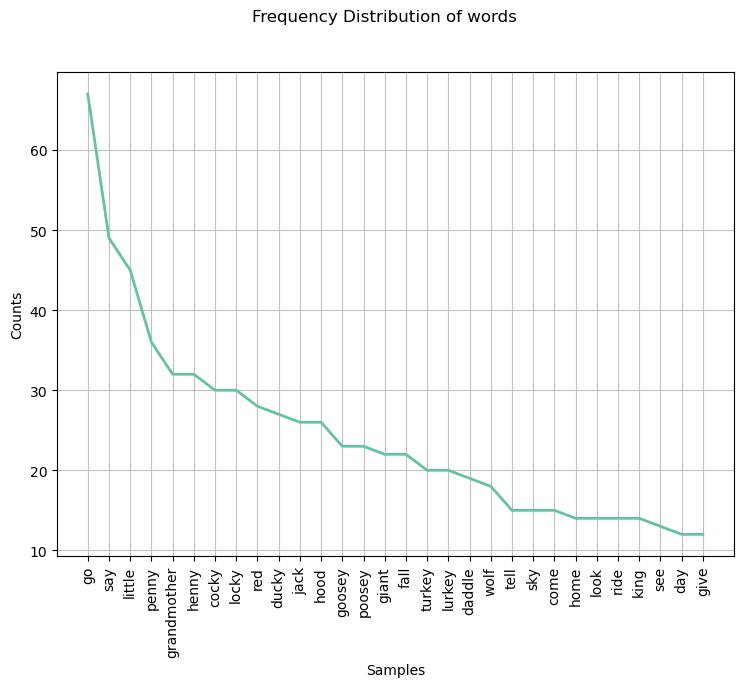 Frequency Distribution of words
Counts
60
50
40
30
20
10
go
say
little
penny
grandmother
henny
cocky
locky
red
ducky
jack
hood
goosey
poosey
giant
fall
turkey
lurkey
daddle
wolf
tell
sky
come
home
look
ride
king
see
day
give
Samples